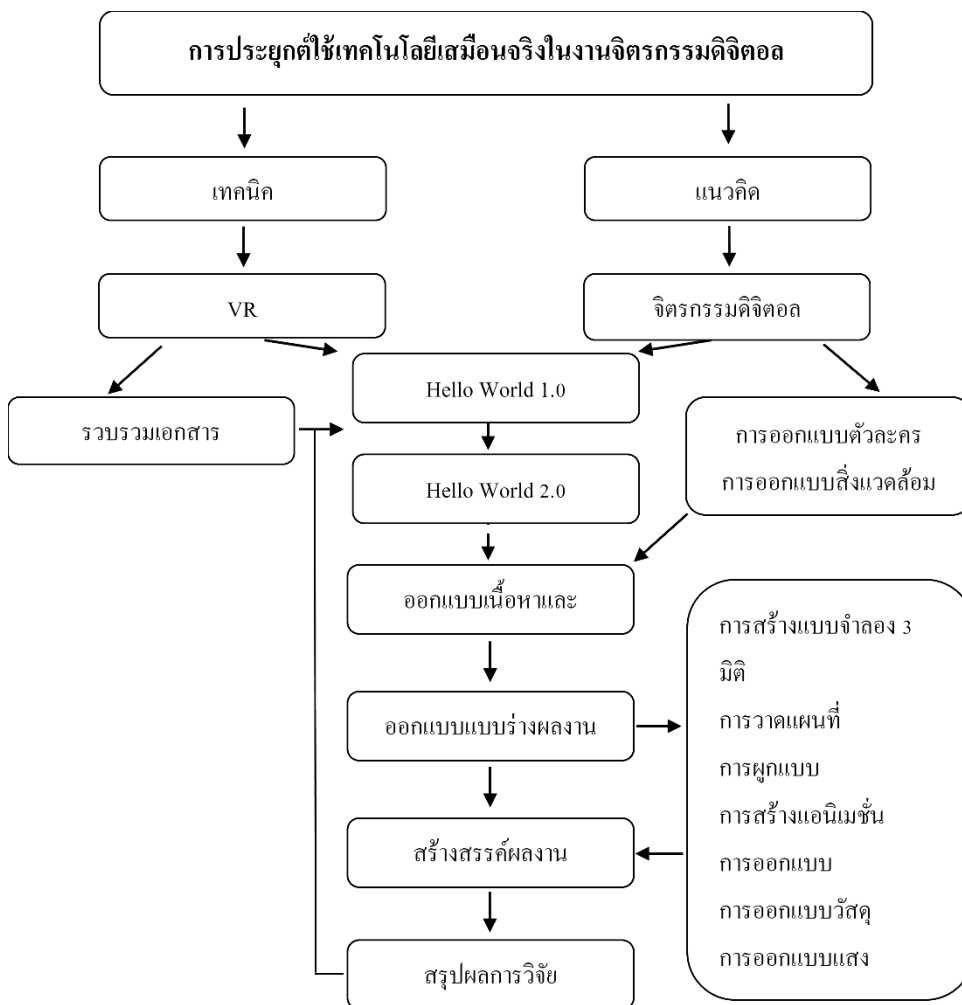 การประยุกต์ใช้เทคโนโลยีเสมือนจริงในงานจิตรกรรมดิจิตอล
เทคนิค
แนวคิด
VR
จิตรกรรมดิจิตอล
Hello World 1.0
รวบรวมเอกสาร
การออกแบบตัวละคร
การออกแบบสิ่งแวดล้อม
Hello World 2.0
ออกแบบเนื้อหาและ
การสร้างแบบจำลอง 3
มิติ
การวาดแผนที่
การผูกแบบ
การสร้างแอนิเมชั่น
การออกแบบ
การออกแบบวัสดุ
การออกแบบแสง
ออกแบบแบบร่างผลงาน
สร้างสรรค์ผลงาน
สรุปผลการวิจัย